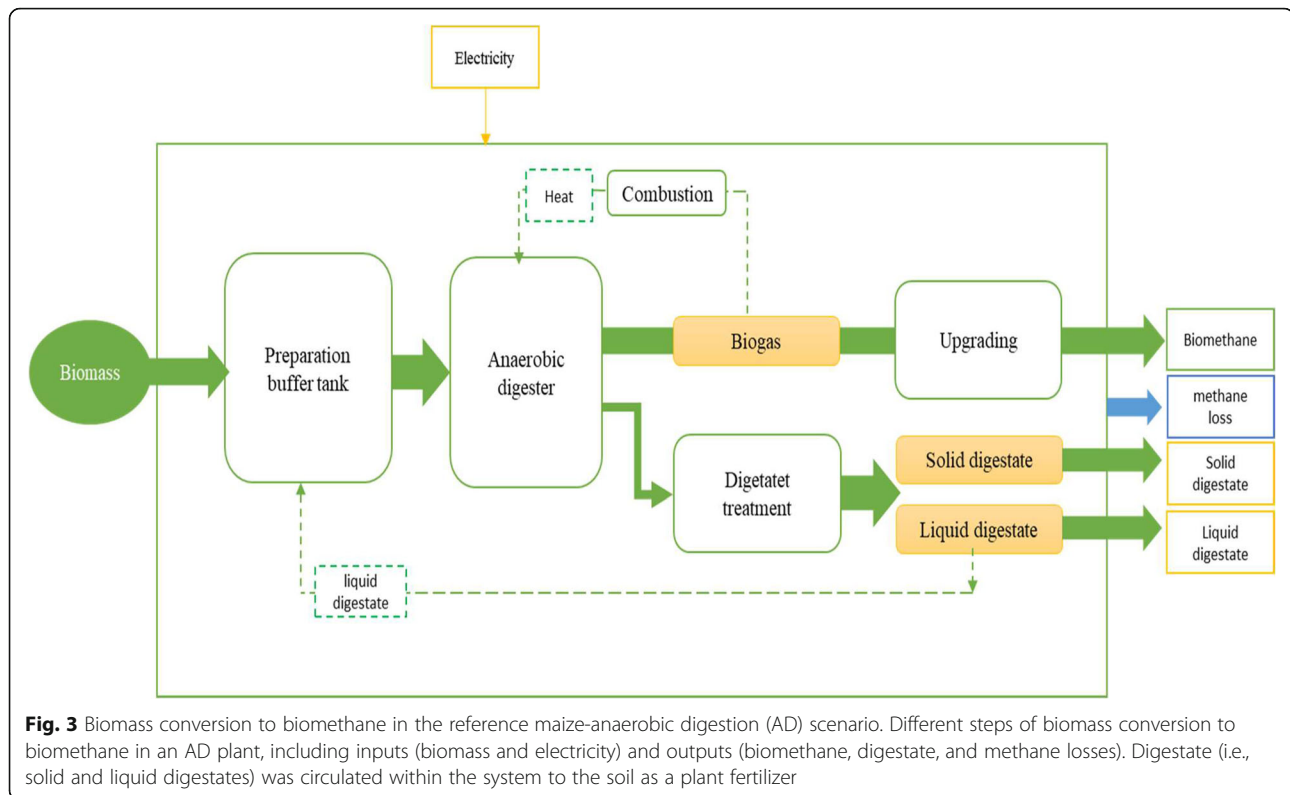 Electricity
Heat
Combustion
Biomass
Preparation
buffer tank
Anaerobic
digester
Biogas
Upgrading
Biomethane
methane
loss
Digetatet
treatment
Solid digestate
Liquid digestate
Solid
digestate
Liquid
digestate
liquid
digestate
Fig. 3 Biomass conversion to biomethane in the reference maize-anaerobic digestion (AD) scenario. Different steps of biomass conversion to
biomethane in an AD plant, including inputs (biomass and electricity) and outputs (biomethane, digestate, and methane losses). Digestate (i.e.,
solid and liquid digestates) was circulated within the system to the soil as a plant fertilizer